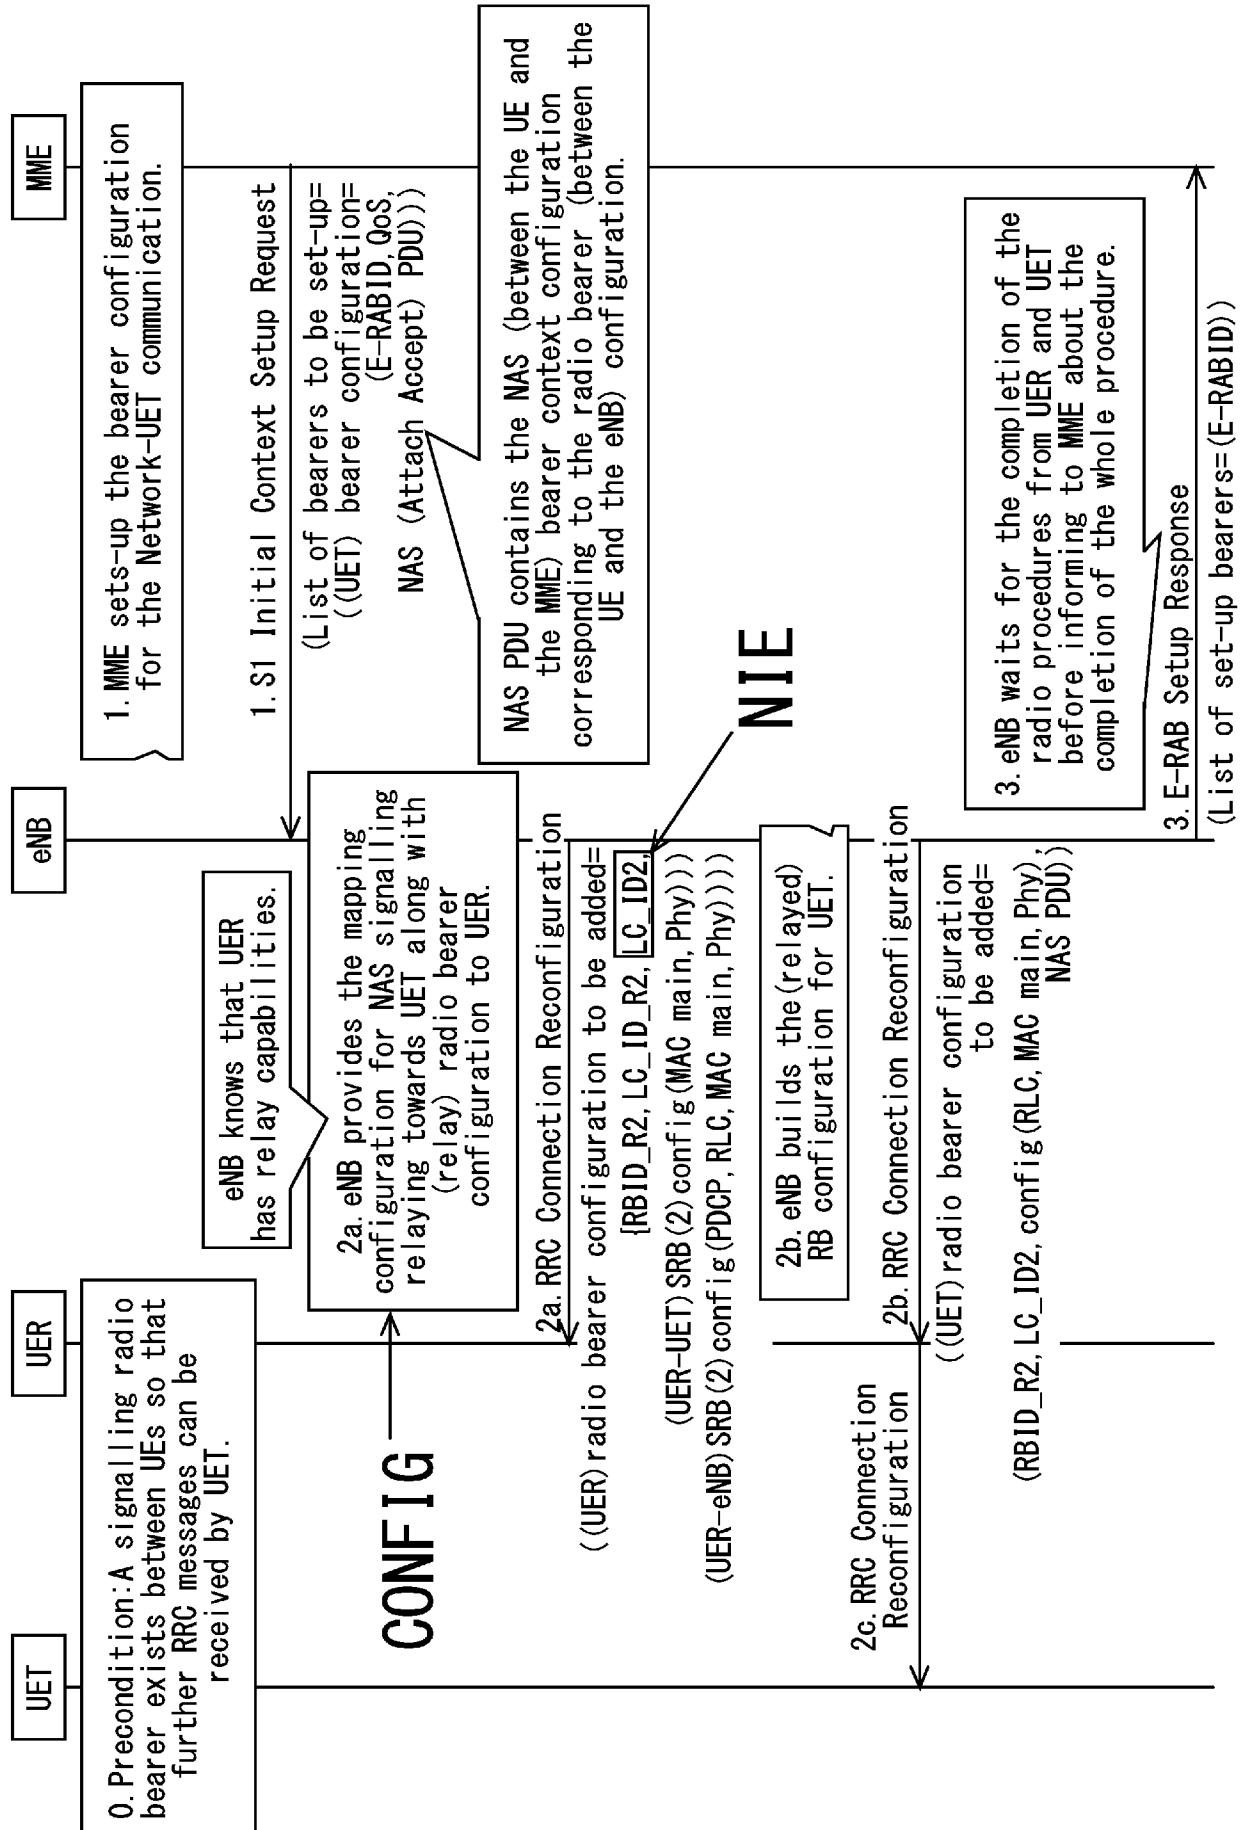 UET
UER
eNB
MME
0.Precondition:A signalling radio
bearer exists between UEs so that
further RRC messages can be
received by UET.
eNB knows that UER
has relay capabilities.
1.MME sets-up the bearer configuration
for the Network-UET communication.
1.S1 Initial Context Setup Request
(List of bearers to be set-up=
((UET) bearer configuration=
(E-RABID,QoS,
NAS (Attach Accept) PDU)))
CONFIG
2a.eNB provides the mapping
configuration for NAS signalling
relaying towards UET along with
(relay) radio bearer
configuration to UER.
NAS PDU contains the NAS (between the UE and
the MME) bearer context configuration
corresponding to the radio bearer (between the
UE and the eNB) configuration.
2a.RRC Connection Reconfiguration
((UER)radio bearer configuration to be added=
{RBID_R2,LC_ID_R2,LC_ID2,
(UER-UET)SRB(2)config(MAC main,Phy)))
(UER-eNB)SRB(2)config(PDCP,RLC,MAC main,Phy))))
NIE
2b.eNB builds the(relayed)
RB configuration for UET.
2b.RRC Connection Reconfiguration
((UET)radio bearer configuration
to be added=
(RBID_R2,LC_ID2,config(RLC,MAC main,Phy),
NAS PDU))
2c.RRC Connection
Reconfiguration
3.eNB waits for the completion of the
radio procedures from UER and UET
before informing to MME about the
completion of the whole procedure.
3.E-RAB Setup Response
(List of set-up bearers=(E-RABID))